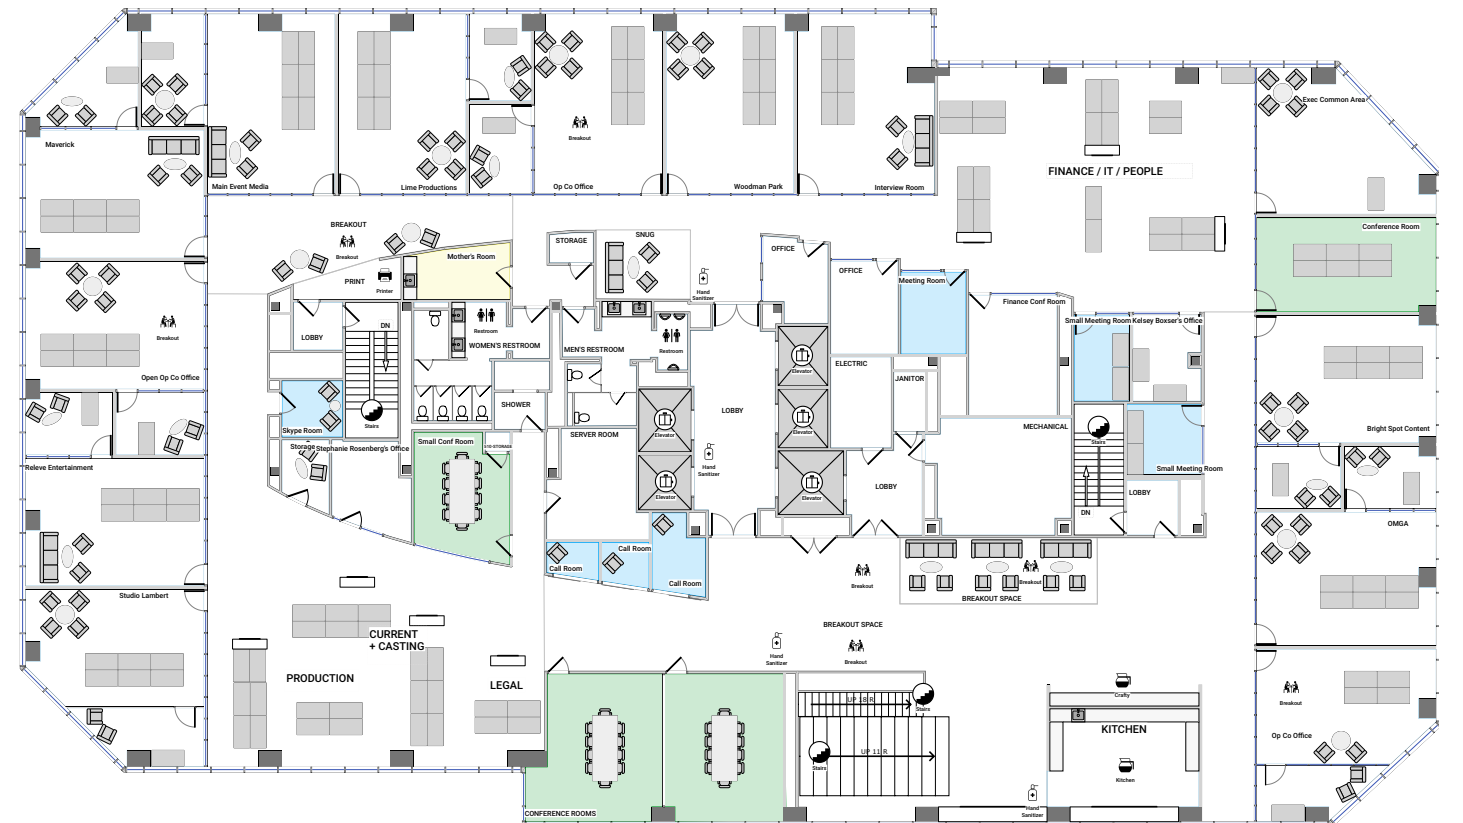 Exec Common Area
Maverick
Breakout
FINANCE / IT / PEOPLE
Main Event Media
Lime Productions
Op Co Office
Woodman Park
Interview Room
BREAKOUT
Breakout
Conference Room
STORAGE
SNUG
OFFICE
Mother's Room
OFFICE
PRINT
Printer
Meeting Room
Hand
Sanitizer
Finance Conf Room
Breakout
DN
Restroom
Small Meeting Room
Kelsey Boxser's Office
LOBBY
WOMEN'S RESTROOM
MEN'S RESTROOM
Restroom
Elevator
ELECTRIC
JANITOR
Open Op Co Office
SHOWER
LOBBY
Elevator
Elevator
Stairs
Skype Room
SERVER ROOM
MECHANICAL
Stairs
Bright Spot Content
Storage
Stephanie Rosenberg's Office
Small Conf Room
STO-STORAGE
Hand
Sanitizer
Releve Entertainment
Small Meeting Room
Elevator
Elevator
LOBBY
LOBBY
DN
OMGA
Call Room
Call Room
Call Room
Breakout
Breakout
BREAKOUT SPACE
Studio Lambert
BREAKOUT SPACE
CURRENT
+ CASTING
Hand
Sanitizer
Breakout
PRODUCTION
LEGAL
Crafty
UP 18 R
Stairs
Breakout
KITCHEN
Op Co Office
UP 11 R
Stairs
Kitchen
CONFERENCE ROOMS
Hand
Sanitizer